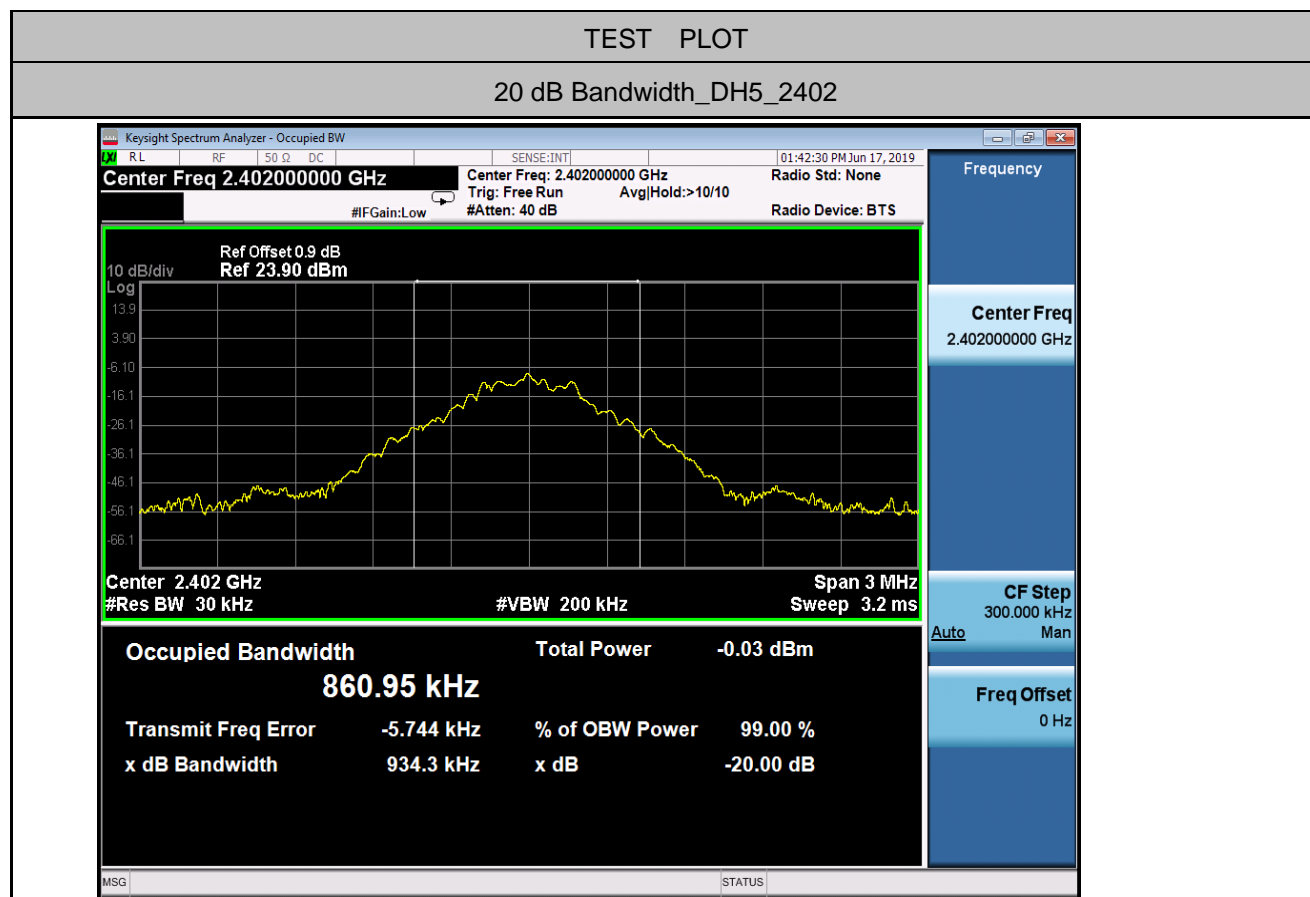 TEST PLOT
20 dB Bandwidth_DH5_2402
Keysight Spectrum Analyzer - Occupied BW
LXI RL RF 50 Ω DC SENSE:INT 01:42:30 PM Jun 17, 2019
Center Freq 2.402000000 GHz
Center Freq: 2.402000000 GHz Radio Std: None
Trig: Free Run Avg|Hold:>10/10
#IFGain:Low #Atten: 40 dB Radio Device: BTS
Ref Offset 0.9 dB
10 dB/div Ref 23.90 dBm
Log
13.9
3.90
-6.10
-16.1
-26.1
-36.1
-46.1
-56.1
-66.1
Center 2.402 GHz Span 3 MHz
#Res BW 30 kHz #VBW 200 kHz Sweep 3.2 ms
Occupied Bandwidth Total Power -0.03 dBm
860.95 kHz
Transmit Freq Error -5.744 kHz % of OBW Power 99.00 %
x dB Bandwidth 934.3 kHz x dB -20.00 dB
MSG STATUS
Frequency
Center Freq
2.402000000 GHz
CF Step
300.000 kHz
Auto Man
Freq Offset
0 Hz